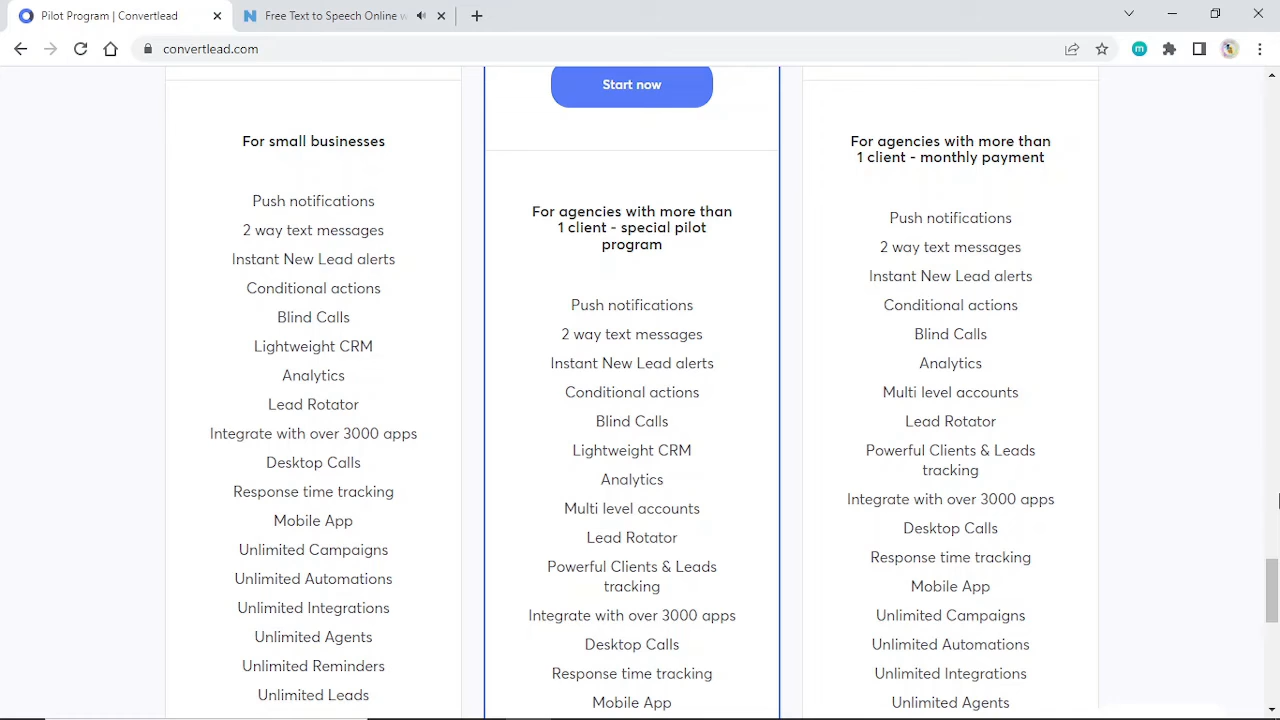 Pilot Program | Convertlead
Free Text to Speech Online w
convertlead.com
For small businesses
Push notifications
2 way text messages
Instant New Lead alerts
Conditional actions
Blind Calls
Lightweight CRM
Analytics
Lead Rotator
Integrate with over 3000 apps
Desktop Calls
Response time tracking
Mobile App
Unlimited Campaigns
Unlimited Automations
Unlimited Integrations
Unlimited Agents
Unlimited Reminders
Unlimited Leads
Start now
For agencies with more than
1 client - special pilot
program
Push notifications
2 way text messages
Instant New Lead alerts
Conditional actions
Blind Calls
Lightweight CRM
Analytics
Multi level accounts
Lead Rotator
Powerful Clients & Leads
tracking
Integrate with over 3000 apps
Desktop Calls
Response time tracking
Mobile App
For agencies with more than
1 client - monthly payment
Push notifications
2 way text messages
Instant New Lead alerts
Conditional actions
Blind Calls
Analytics
Multi level accounts
Lead Rotator
Powerful Clients & Leads
tracking
Integrate with over 3000 apps
Desktop Calls
Response time tracking
Mobile App
Unlimited Campaigns
Unlimited Automations
Unlimited Integrations
Unlimited Agents